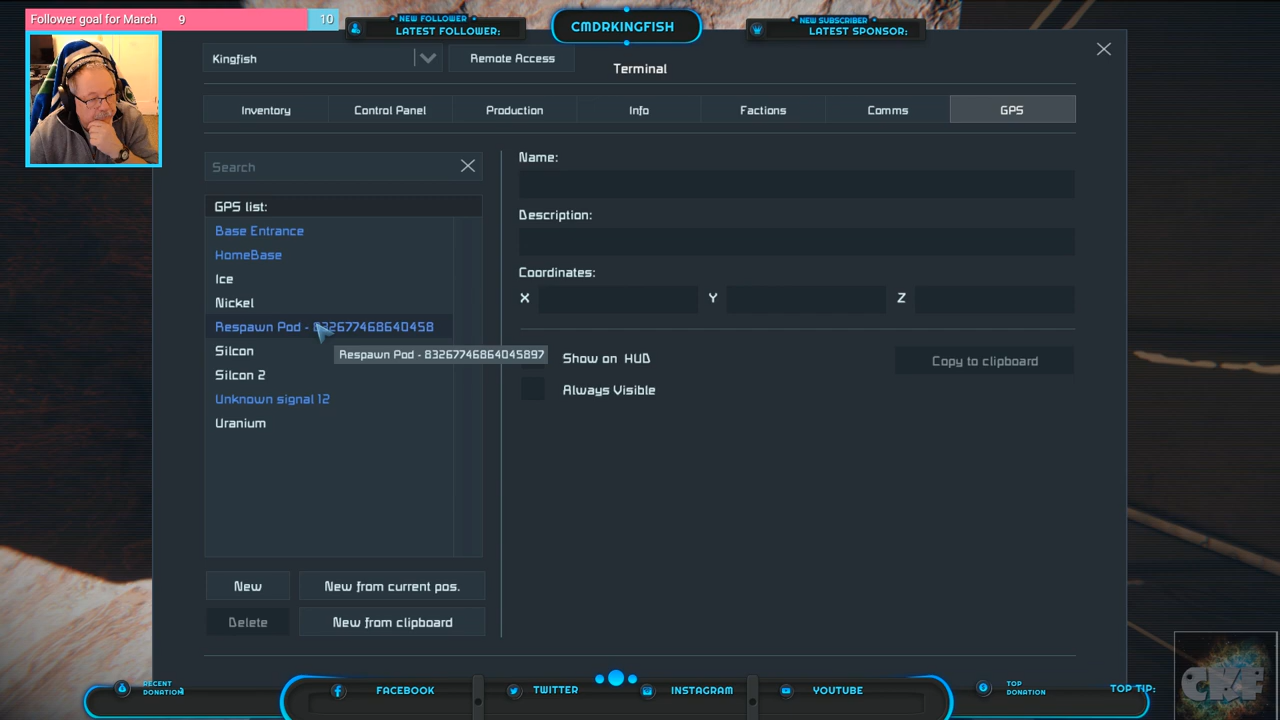 Follower goal for March 9 10
NEW FOLLOWER
LATEST FOLLOWER:
CMDRKINGFISH
NEW SUBSCRIBER
LATEST SPONSOR:
Kingfish
Remote Access
Terminal
Inventory
Control Panel
Production
Info
Factions
Comms
GPS
Search
GPS list:
Base Entrance
HomeBase
Ice
Nickel
Respawn Pod - 832677468640458
Respawn Pod - 83267746864045897
Silcon
Silcon 2
Unknown signal 12
Uranium
New
New from current pos.
Delete
New from clipboard
Name:
Description:
Coordinates:
X Y Z
Show on HUD
Always Visible
Copy to clipboard
RECENT
DONATION
FACEBOOK
TWITTER
INSTAGRAM
YOUTUBE
TOP
DONATION
TOP TIP:
CKF